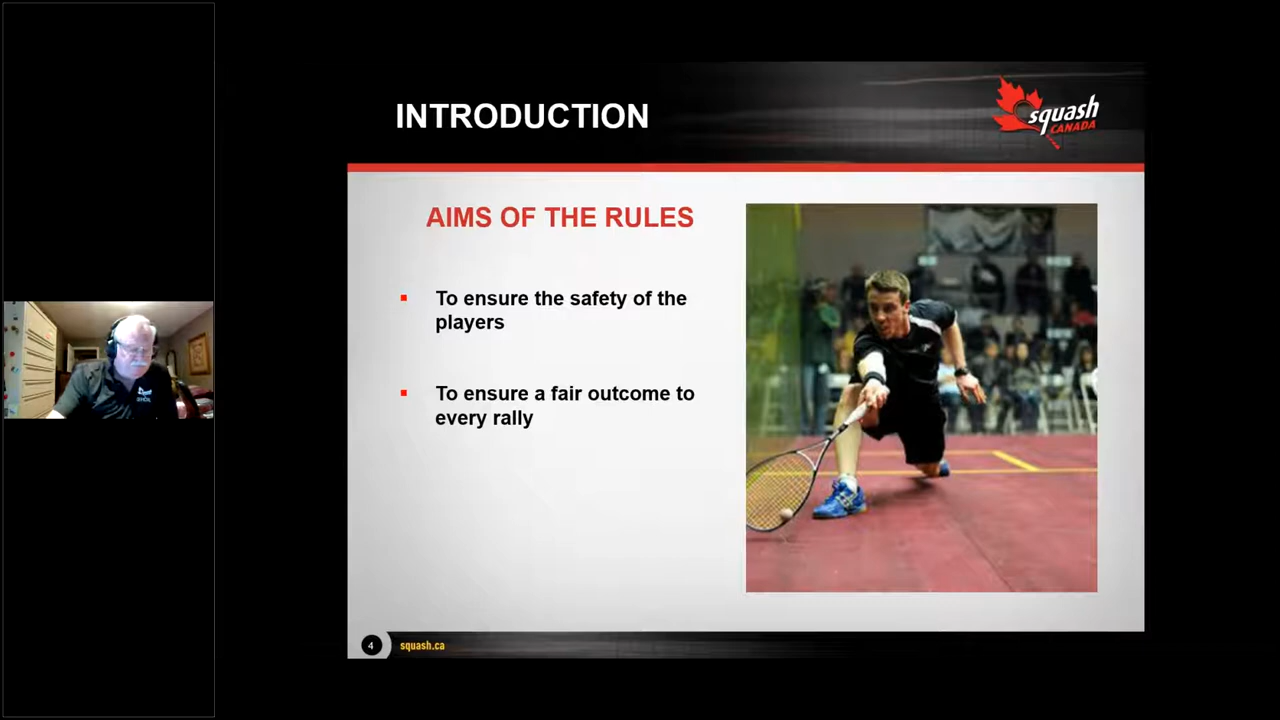 INTRODUCTION
squash
CANADA
AIMS OF THE RULES
To ensure the safety of the
players
To ensure a fair outcome to
every rally
4
squash.ca